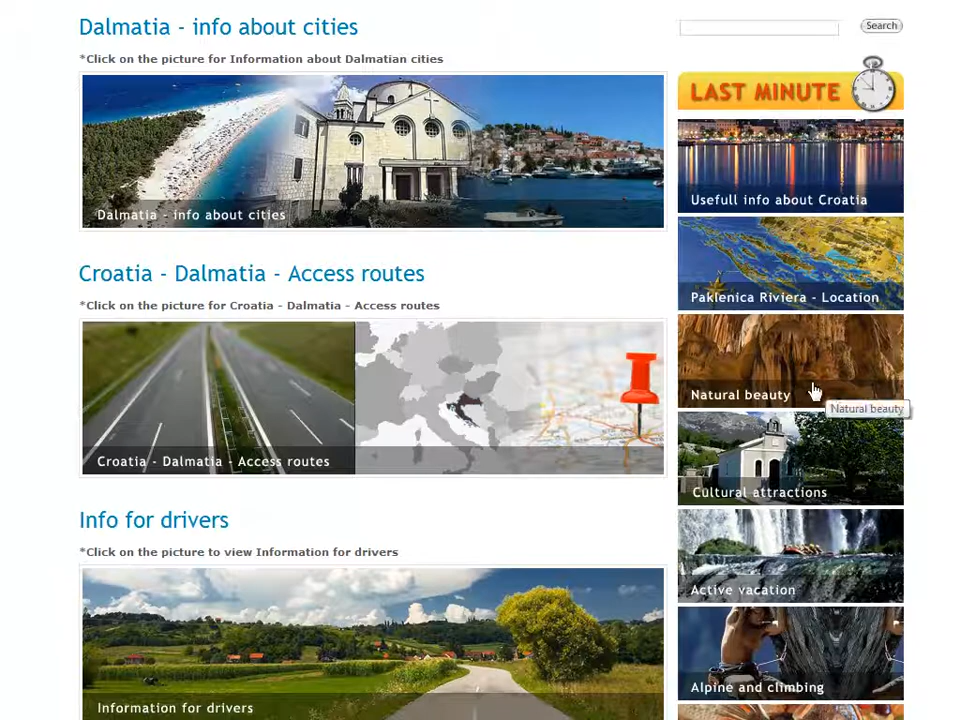 Dalmatia - info about cities
*Click on the picture for Information about Dalmatian cities
Dalmatia - info about cities
Croatia - Dalmatia - Access routes
*Click on the picture for Croatia - Dalmatia - Access routes
Croatia - Dalmatia - Access routes
Info for drivers
*Click on the picture to view Information for drivers
Information for drivers
Search
LAST MINUTE
Usefull info about Croatia
Paklenica Riviera - Location
Natural beauty
Natural beauty
Cultural attractions
Active vacation
Alpine and climbing